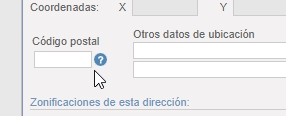 Coordenadas: X Y
Código postal Otros datos de ubicación
?
Zonificaciones de esta dirección: